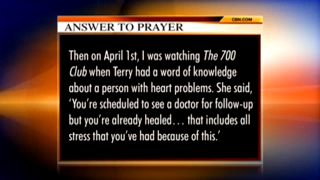 CBN.COM
ANSWER TO PRAYER
Then on April 1st, I was watching The 700
Club when Terry had a word of knowledge
about a person with heart problems. She said,
‘You’re scheduled to see a doctor for follow-up
but you’re already healed… that includes all
stress that you’ve had because of this.’